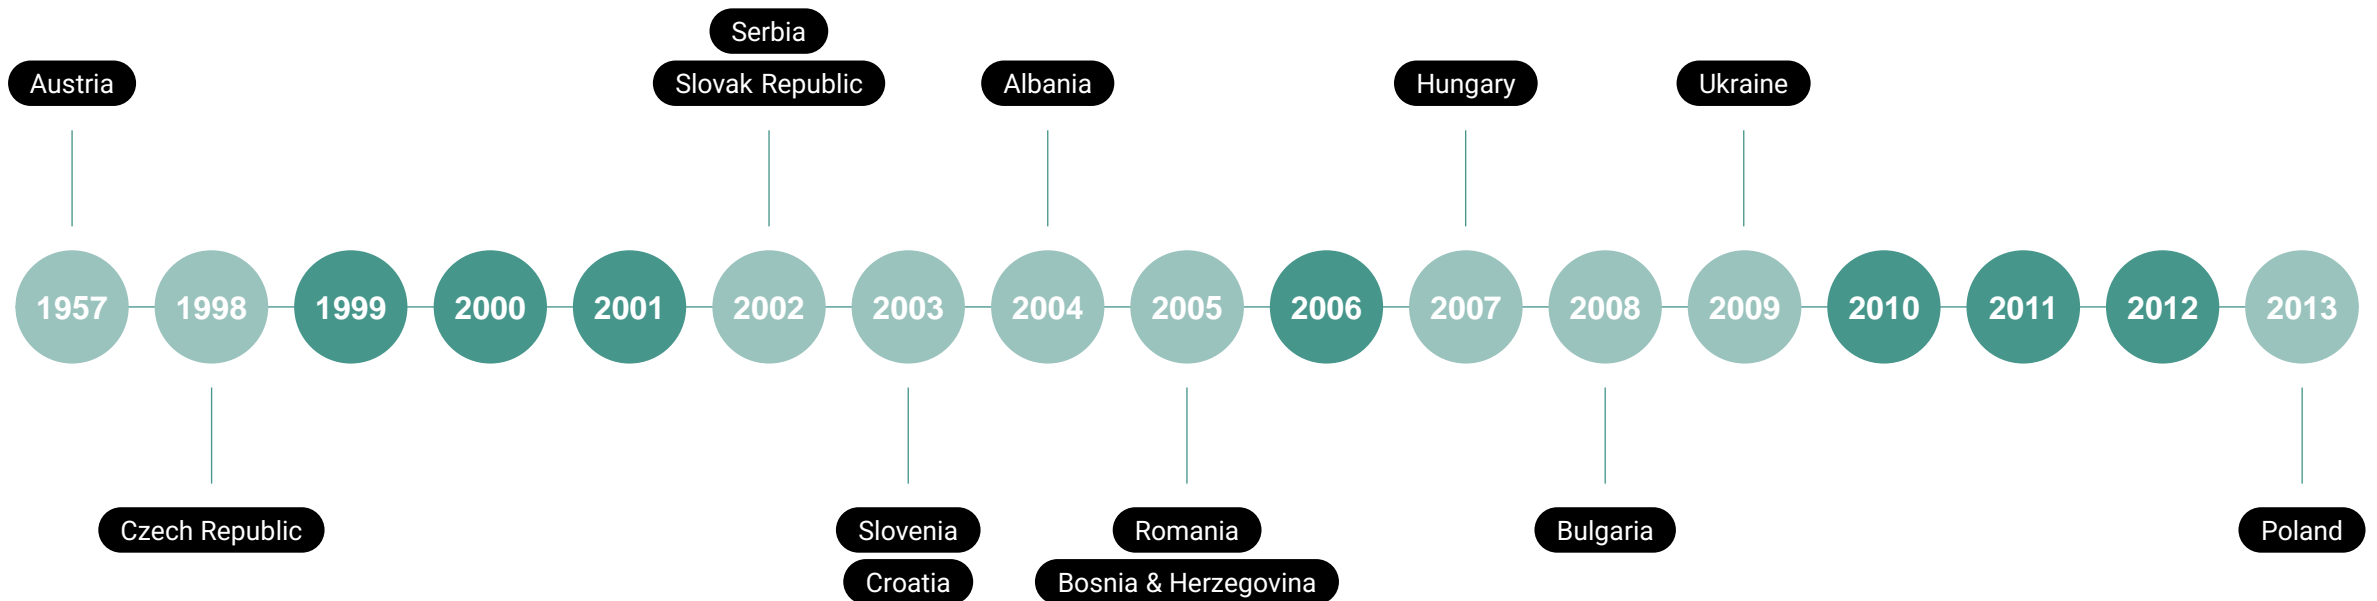 Serbia
Austria
Slovak Republic
Albania
Hungary
Ukraine
1957
1998
1999
2000
2001
2002
2003
2004
2005
2006
2007
2008
2009
2010
2011
2012
2013
Czech Republic
Slovenia
Romania
Bulgaria
Poland
Croatia
Bosnia & Herzegovina